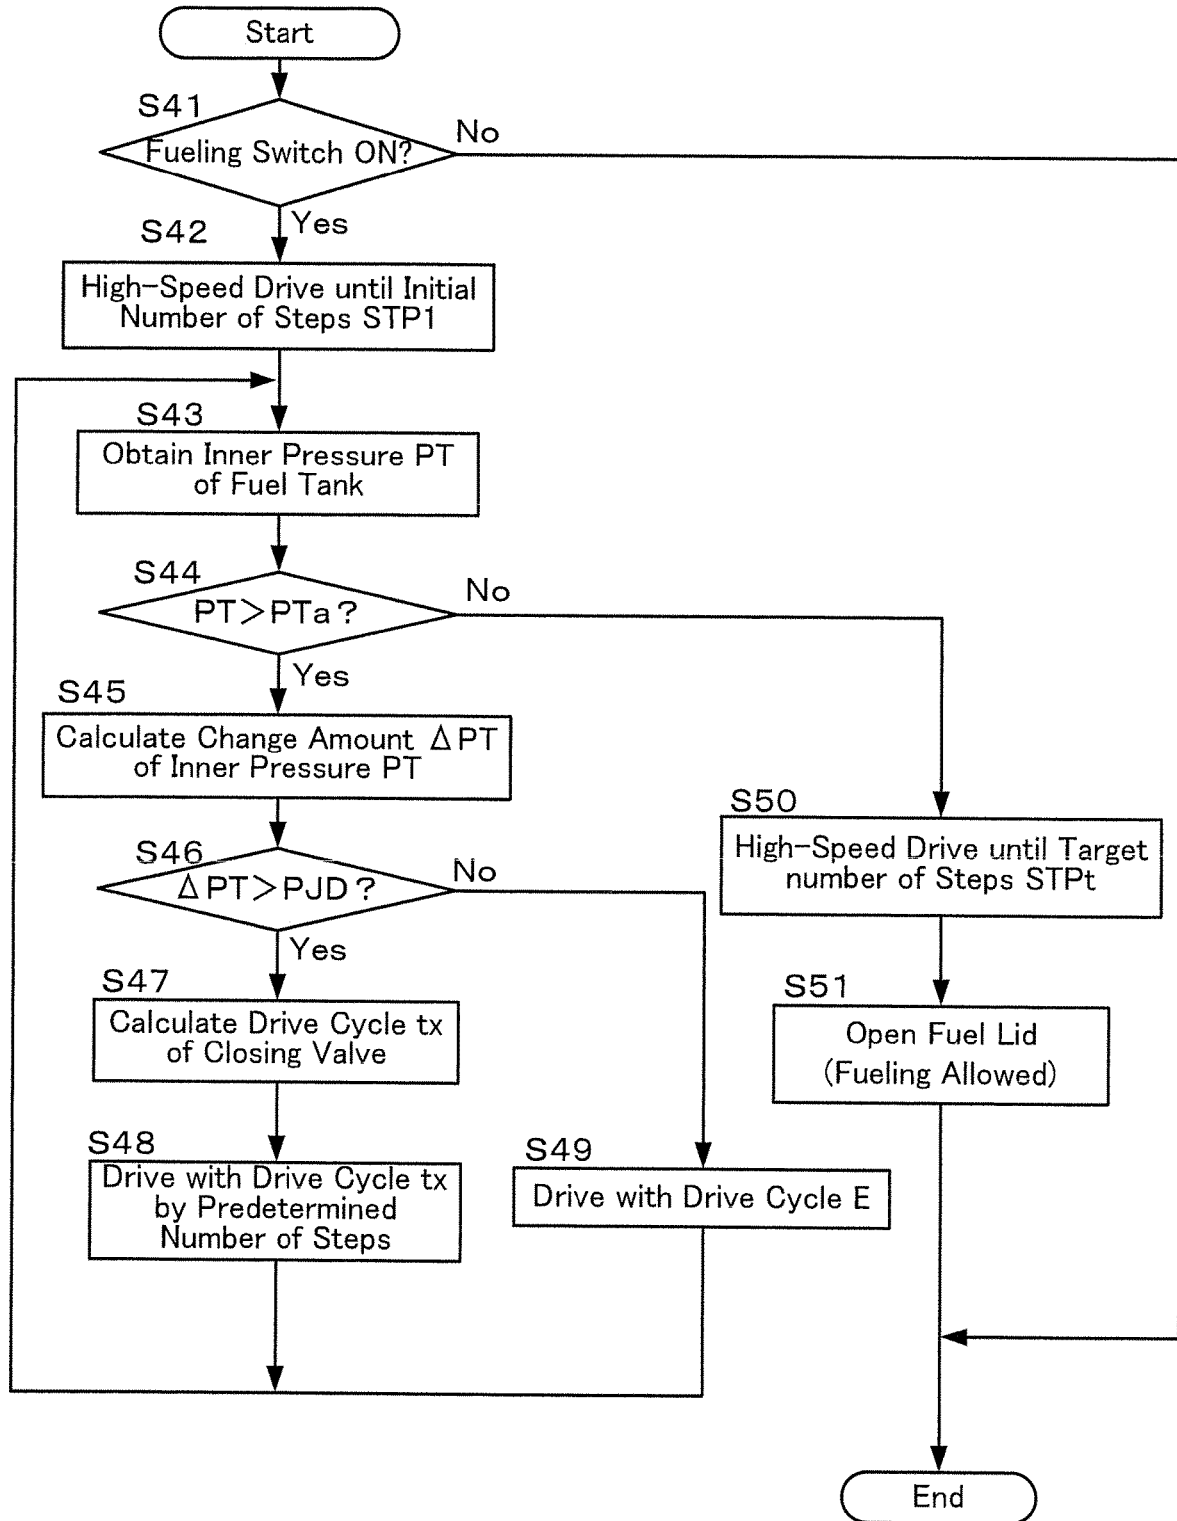 Start
S41
Fueling Switch ON?
No
Yes
S42
High-Speed Drive until Initial
Number of Steps STP1
S43
Obtain Inner Pressure PT
of Fuel Tank
S44
PT>PTa?
No
Yes
S45
Calculate Change Amount ΔPT
of Inner Pressure PT
S46
ΔPT>PJD?
No
Yes
S47
Calculate Drive Cycle tx
of Closing Valve
S48
Drive with Drive Cycle tx
by Predetermined
Number of Steps
S49
Drive with Drive Cycle E
S50
High-Speed Drive until Target
number of Steps STPt
S51
Open Fuel Lid
(Fueling Allowed)
End